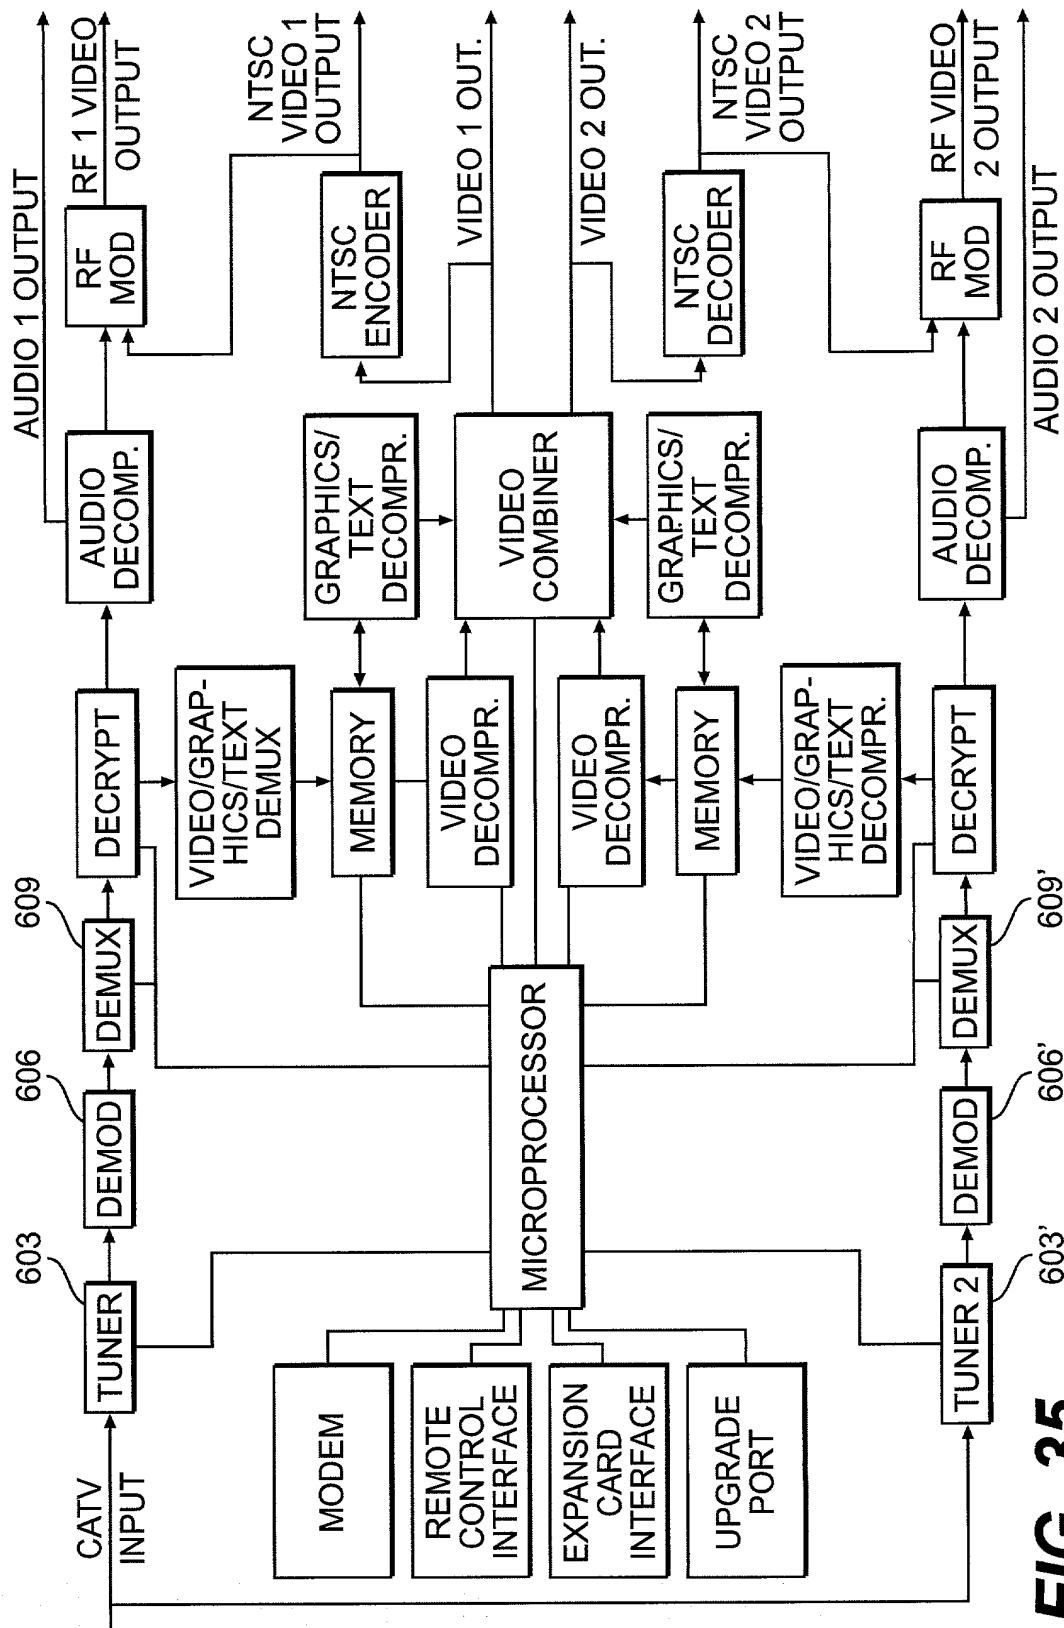 CATV
INPUT
603
TUNER
606
DEMOD
609
DEMUX
DECRYPT
AUDIO
DECOMP.
AUDIO 1 OUTPUT
RF
MOD
RF 1 VIDEO
OUTPUT
VIDEO/GRAP-
HICS/TEXT
DEMUX
NTSC
VIDEO 1
OUTPUT
NTSC
ENCODER
MODEM
MEMORY
GRAPHICS/
TEXT
DECOMPR.
REMOTE
CONTROL
INTERFACE
VIDEO
DECOMPR.
VIDEO 1 OUT.
MICROPROCESSOR
VIDEO
COMBINER
EXPANSION
CARD
INTERFACE
VIDEO
DECOMPR.
VIDEO 2 OUT.
UPGRADE
PORT
MEMORY
GRAPHICS/
TEXT
DECOMPR.
NTSC
DECODER
NTSC
VIDEO 2
OUTPUT
VIDEO/GRAP-
HICS/TEXT
DECOMPR.
TUNER 2
603'
DEMOD
606'
DEMUX
609'
DECRYPT
AUDIO
DECOMP.
RF
MOD
RF VIDEO
2 OUTPUT
AUDIO 2 OUTPUT
FIG. 35